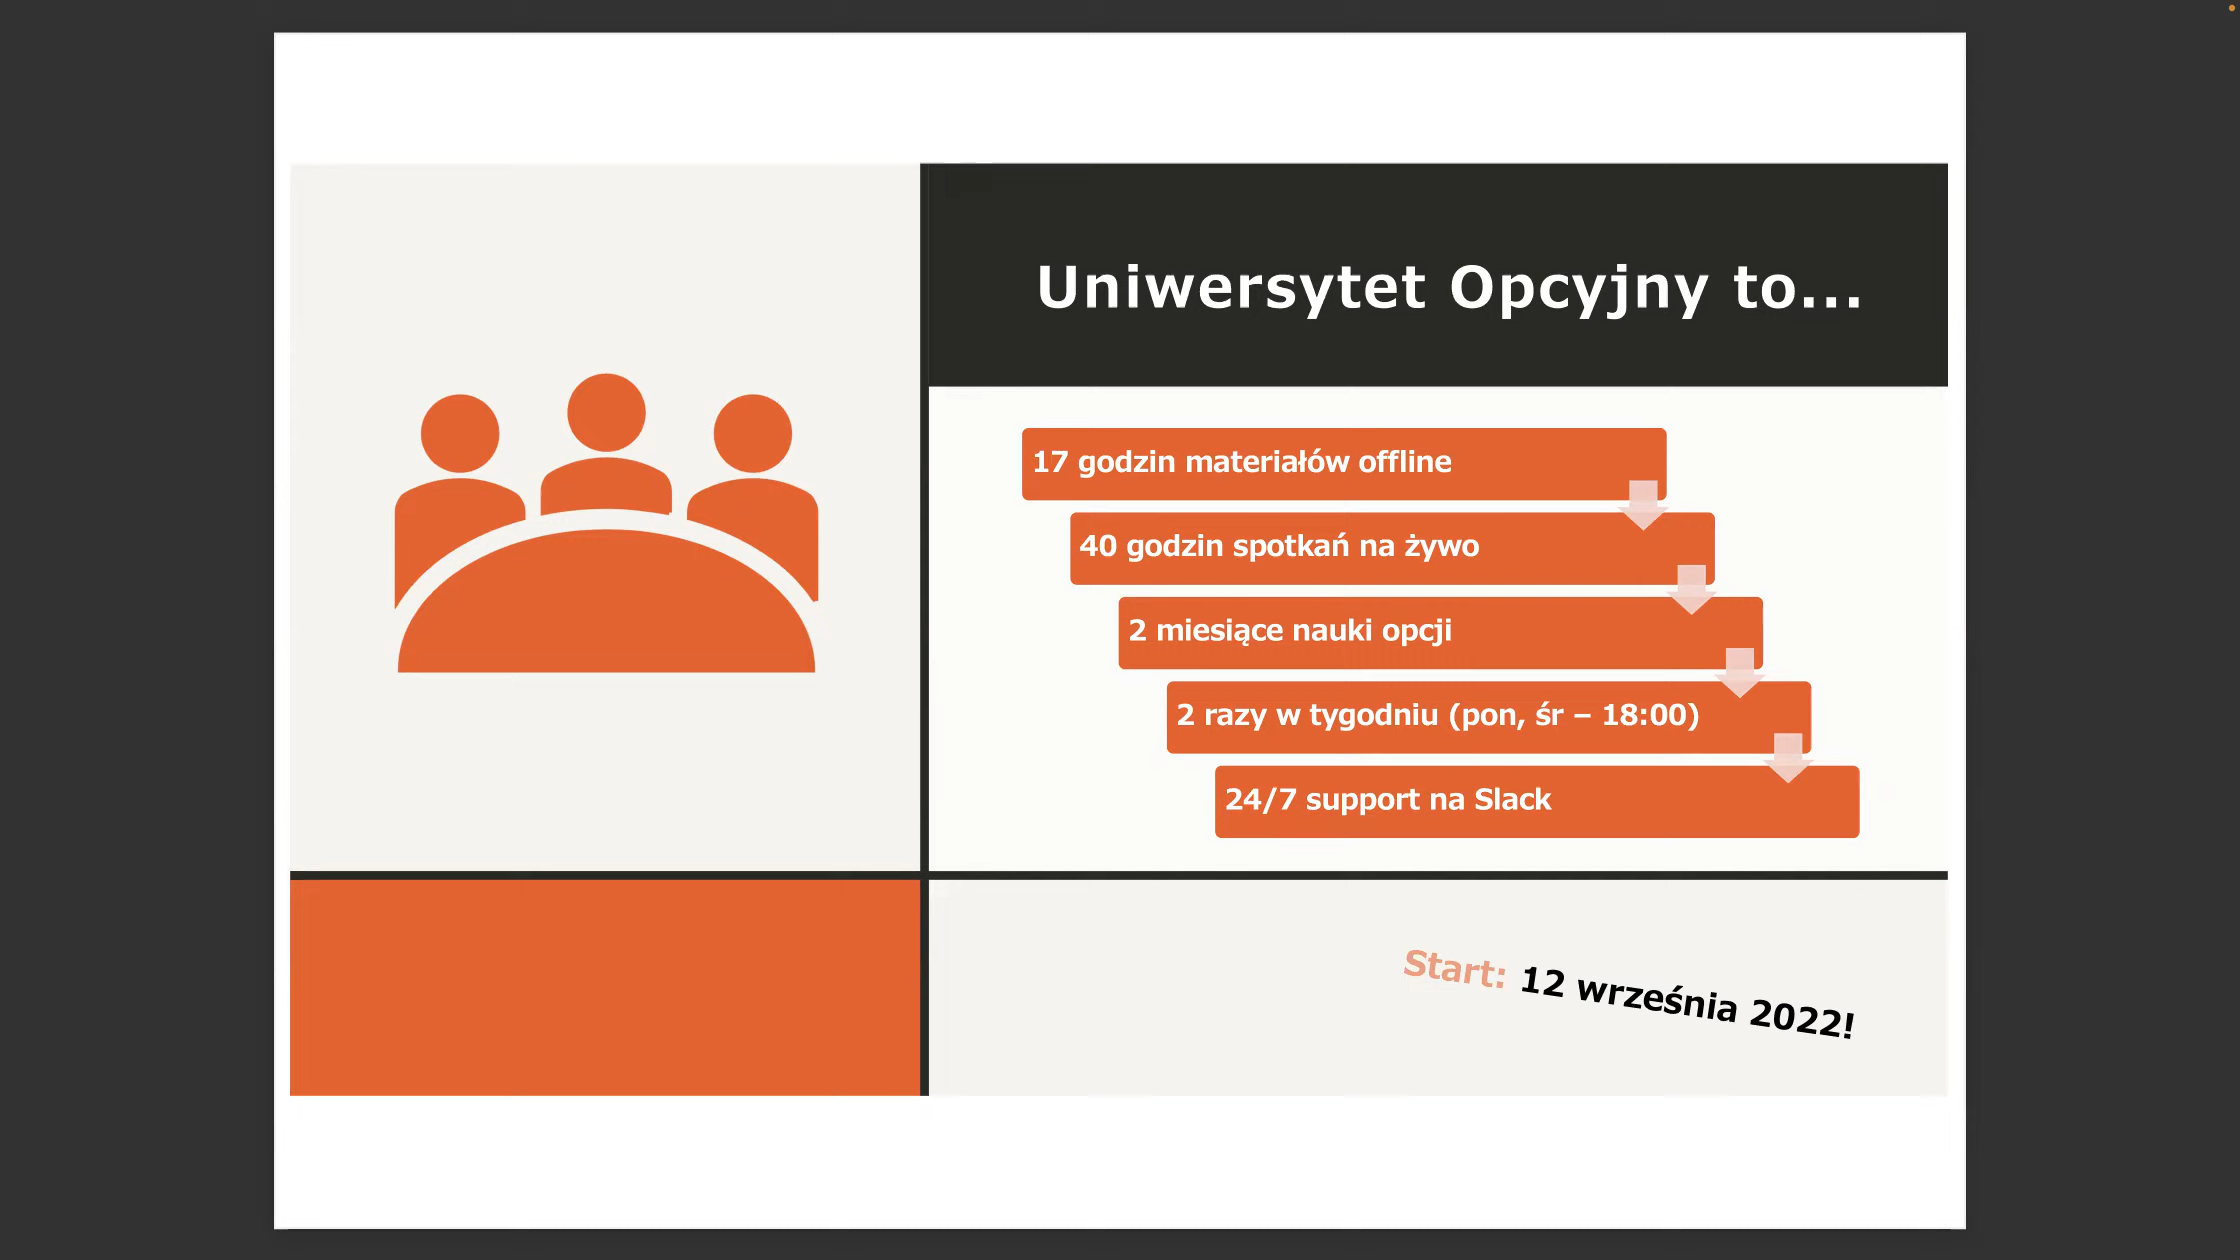 Uniwersytet Opcyjny to...
17 godzin materiałów offline
40 godzin spotkań na żywo
2 miesiące nauki opcji
2 razy w tygodniu (pon, śr – 18:00)
24/7 support na Slack
Start: 12 września 2022!